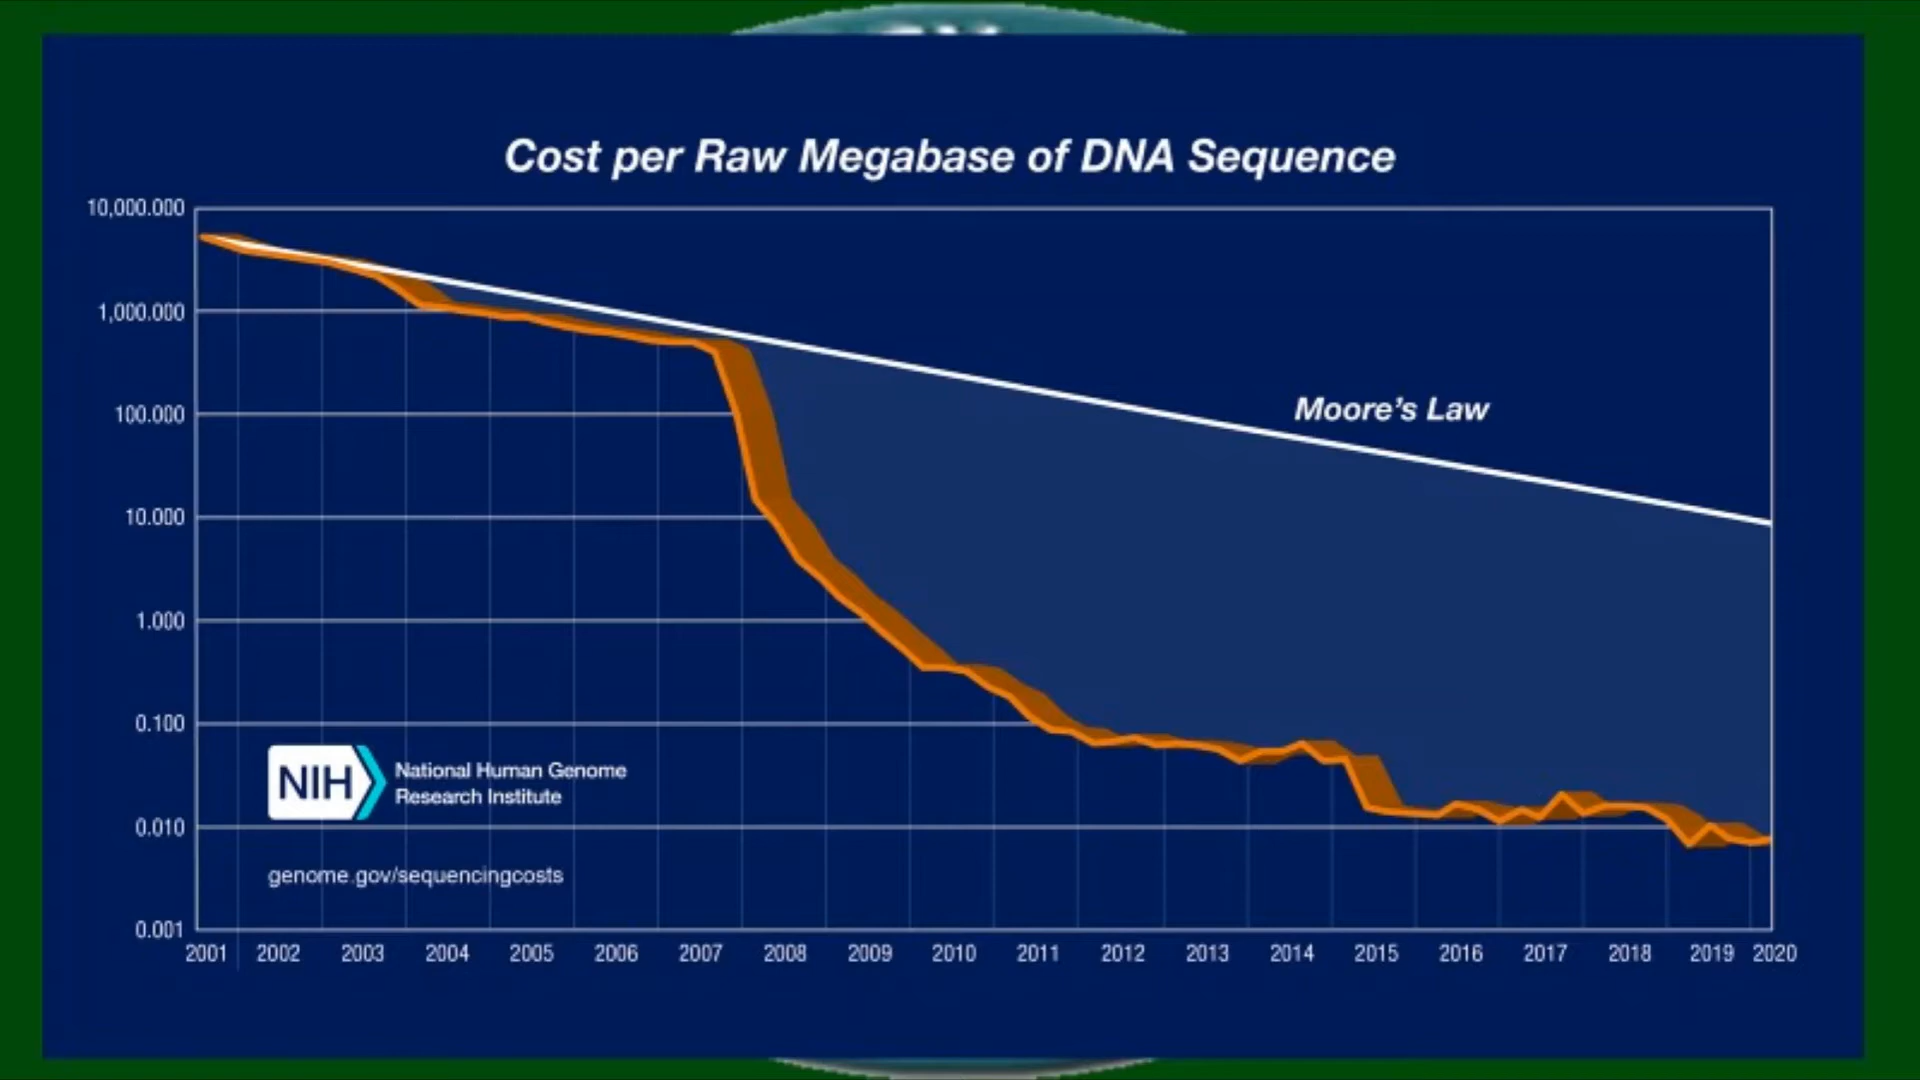 Cost per Raw Megabase of DNA Sequence
10,000.000
1,000.000
100.000
10.000
1.000
0.100
0.010
0.001
Moore's Law
NIH
National Human Genome
Research Institute
genome.gov/sequencingcosts
2001 2002 2003 2004 2005 2006 2007 2008 2009 2010 2011 2012 2013 2014 2015 2016 2017 2018 2019 2020